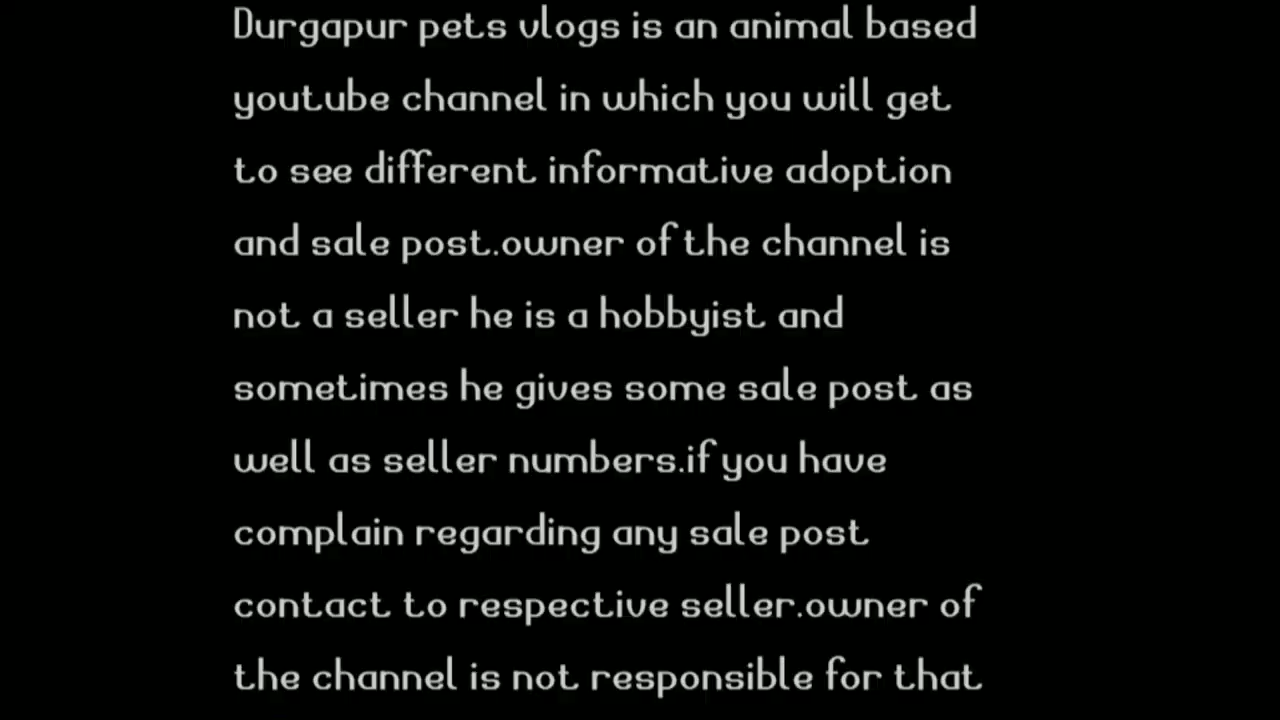 Durgapur pets vlogs is an animal based
youtube channel in which you will get
to see different informative adoption
and sale post.owner of the channel is
not a seller he is a hobbyist and
sometimes he gives some sale post as
well as seller numbers.if you have
complain regarding any sale post
contact to respective seller.owner of
the channel is not responsible for that